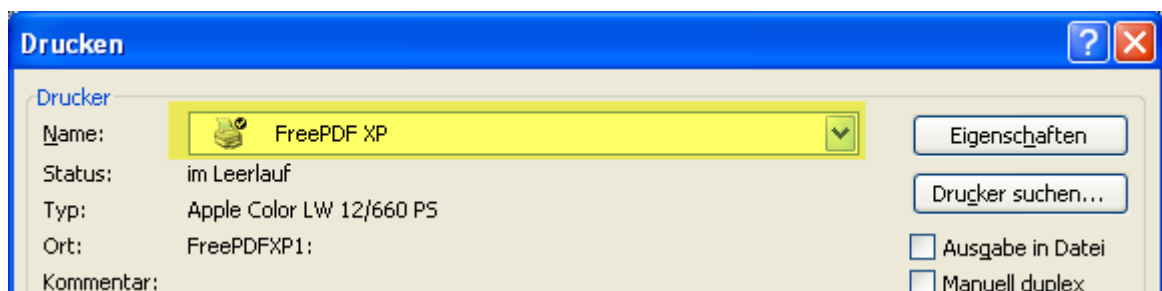 Drucken
Drucker
Name: FreePDF XP Eigenschaften
Status: im Leerlauf
Typ: Apple Color LW 12/660 PS Drucker suchen...
Ort: FreePDFXP1: Ausgabe in Datei
Kommentar: Manuell duplex